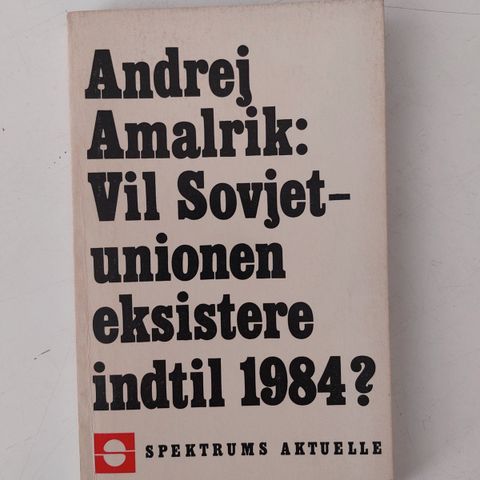 Andrej
Amalrik:
Vil Sovjet-
unionen
eksistere
indtil 1984?
SPEKTRUMS AKTUELLE